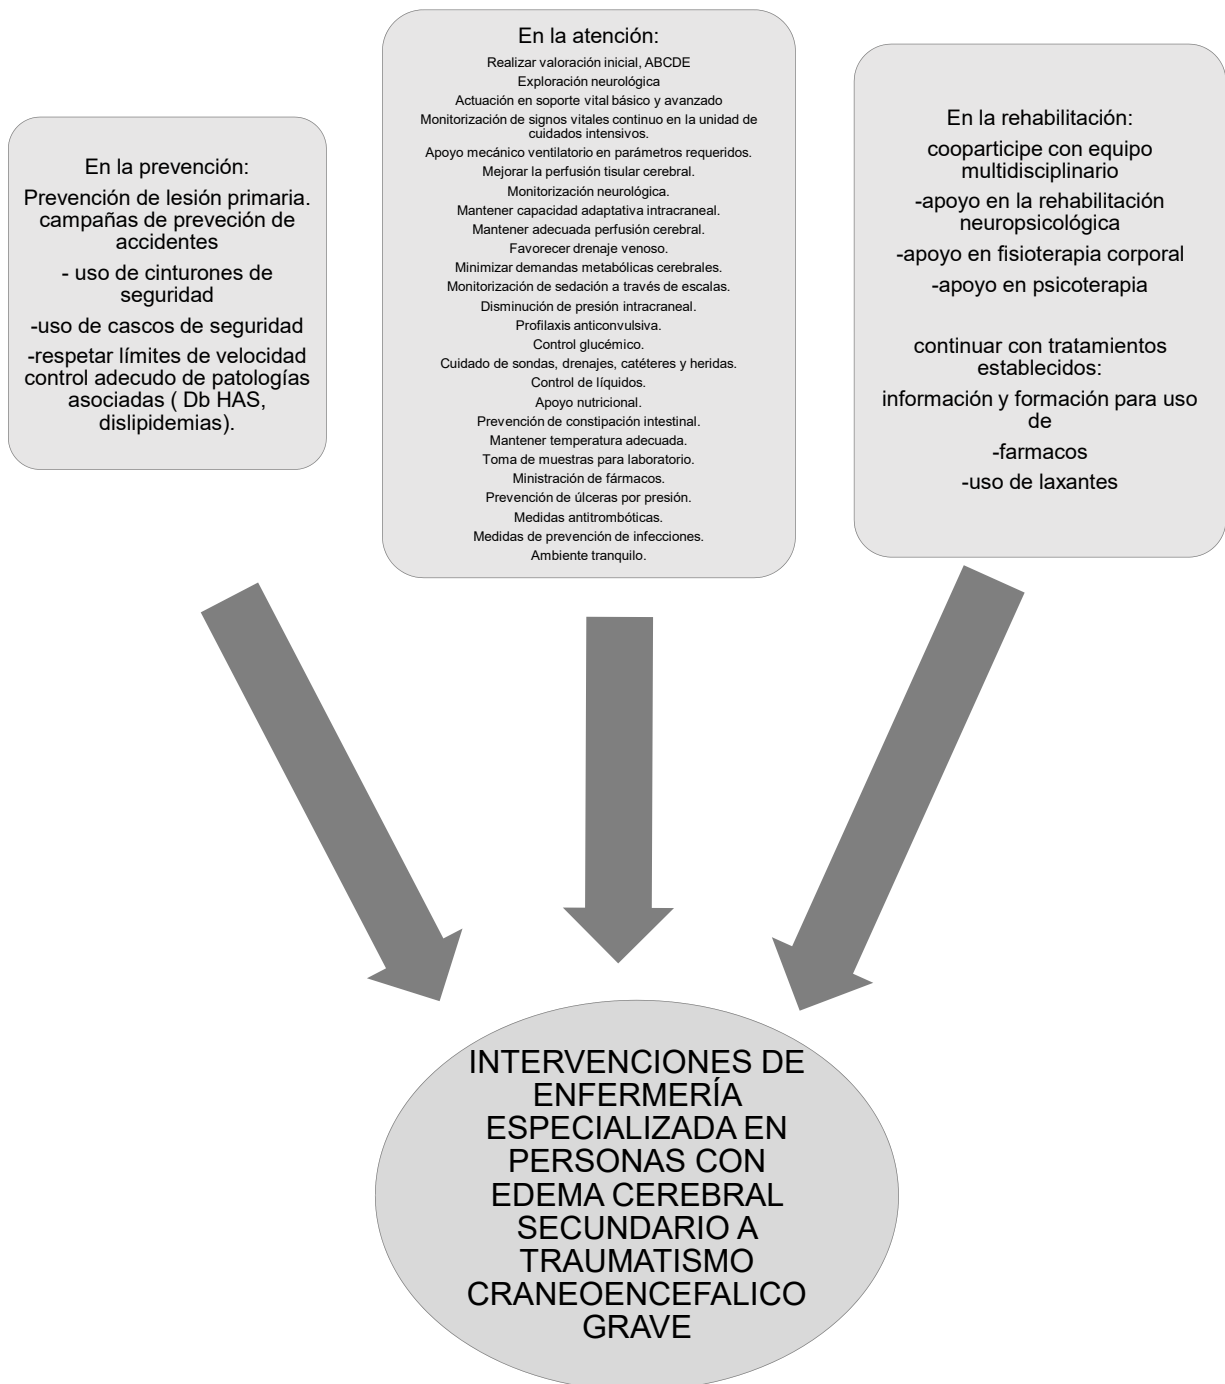 En la prevención:
Prevención de lesión primaria.
campañas de preveción de
accidentes
- uso de cinturones de
seguridad
-uso de cascos de seguridad
-respetar límites de velocidad
control adecudo de patologías
asociadas ( Db HAS,
dislipidemias).
En la atención:
Realizar valoración inicial, ABCDE
Exploración neurológica
Actuación en soporte vital básico y avanzado
Monitorización de signos vitales continuo en la unidad de
cuidados intensivos.
Apoyo mecánico ventilatorio en parámetros requeridos.
Mejorar la perfusión tisular cerebral.
Monitorización neurológica.
Mantener capacidad adaptativa intracraneal.
Mantener adecuada perfusión cerebral.
Favorecer drenaje venoso.
Minimizar demandas metabólicas cerebrales.
Monitorización de sedación a través de escalas.
Disminución de presión intracraneal.
Profilaxis anticonvulsiva.
Control glucémico.
Cuidado de sondas, drenajes, catéteres y heridas.
Control de líquidos.
Apoyo nutricional.
Prevención de constipación intestinal.
Mantener temperatura adecuada.
Toma de muestras para laboratorio.
Ministración de fármacos.
Prevención de úlceras por presión.
Medidas antitrombóticas.
Medidas de prevención de infecciones.
Ambiente tranquilo.
En la rehabilitación:
cooparticipe con equipo
multidisciplinario
-apoyo en la rehabilitación
neuropsicológica
-apoyo en fisioterapia corporal
-apoyo en psicoterapia
continuar con tratamientos
establecidos:
información y formación para uso
de
-farmacos
-uso de laxantes
INTERVENCIONES DE
ENFERMERÍA
ESPECIALIZADA EN
PERSONAS CON
EDEMA CEREBRAL
SECUNDARIO A
TRAUMATISMO
CRANEOENCEFALICO
GRAVE